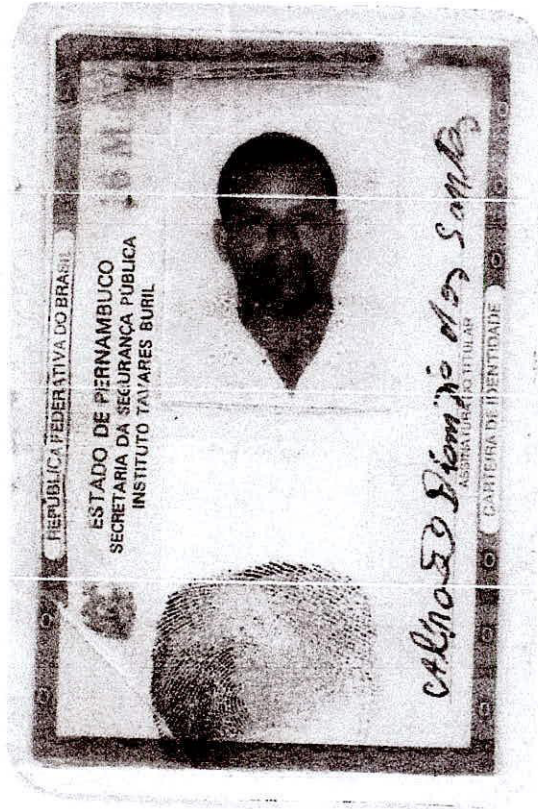 REPÚBLICA FEDERATIVA DO BRASIL
ESTADO DE PERNAMBUCO
SECRETARIA DA SEGURANÇA PÚBLICA
INSTITUTO TAVARES BURIL
dos Santos
ASSINATURA DO TITULAR
CARTEIRA DE IDENTIDADE